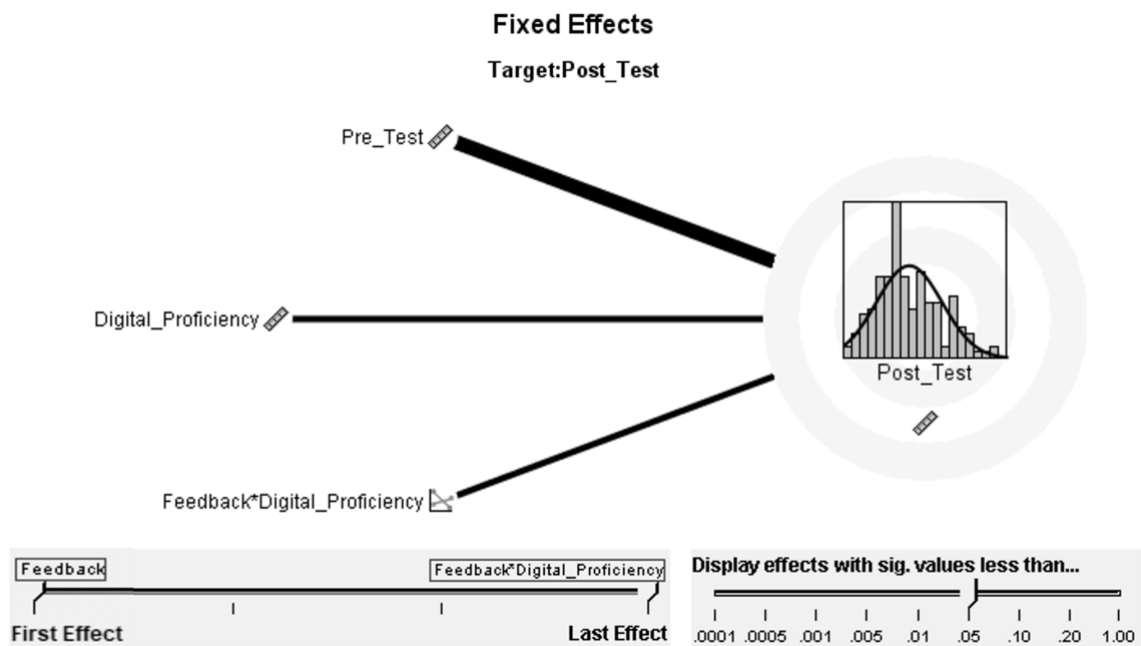 Fixed Effects
Target:Post_Test
Pre_Test
Digital_Proficiency
Post_Test
Feedback*Digital_Proficiency
Feedback
Feedback*Digital_Proficiency
First Effect
Last Effect
Display effects with sig. values less than...
.0001 .0005 .001 .005 .01 .05 .10 .20 1.00